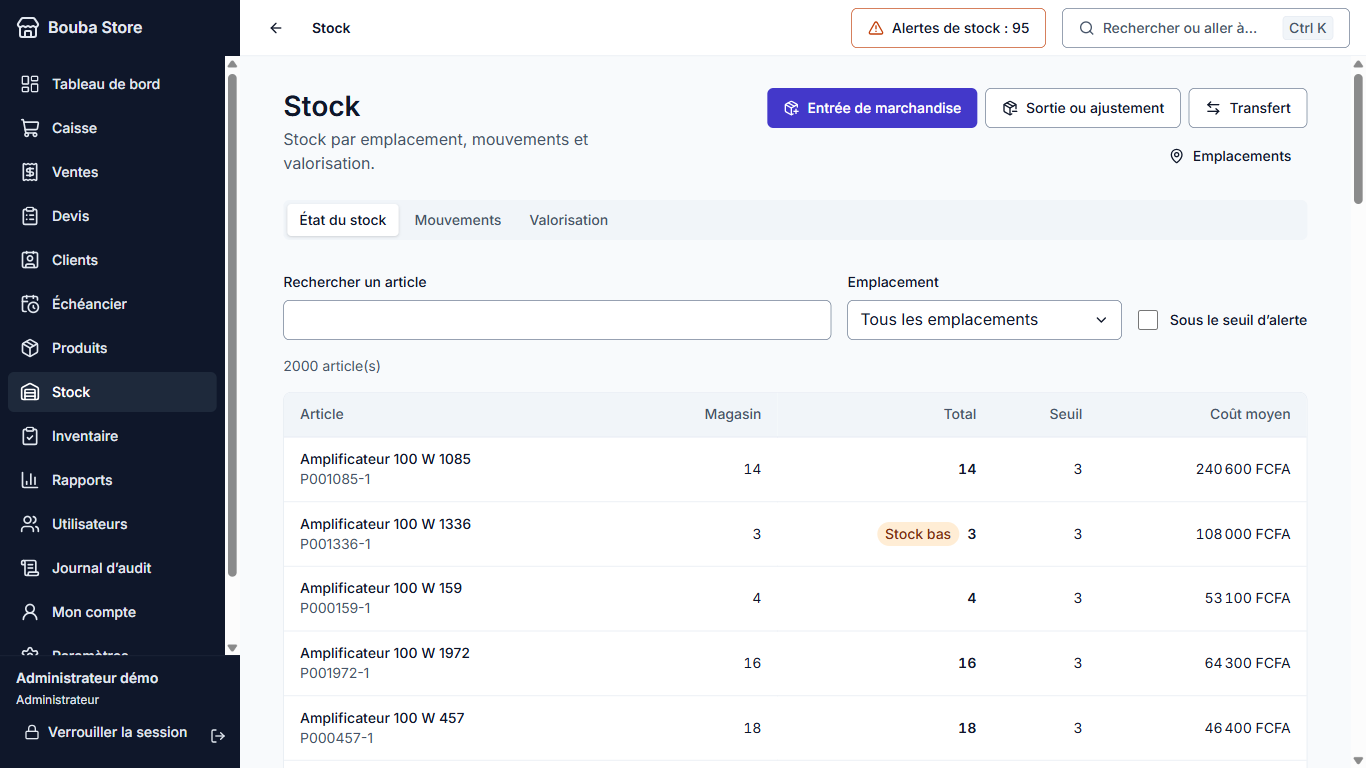 Bouba Store
Tableau de bord
Caisse
Ventes
Devis
Clients
Échéancier
Produits
Stock
Inventaire
Rapports
Utilisateurs
Journal d’audit
Mon compte
Paramètres
Administrateur démo
Administrateur
Verrouiller la session
Stock
Alertes de stock : 95
Rechercher ou aller à… Ctrl K
Stock
Stock par emplacement, mouvements et
valorisation.
Entrée de marchandise
Sortie ou ajustement
Transfert
Emplacements
État du stock Mouvements Valorisation
Rechercher un article
Emplacement
Tous les emplacements
Sous le seuil d’alerte
2000 article(s)
Article Magasin Total Seuil Coût moyen
Amplificateur 100 W 1085
P001085-1
14 14 3 240 600 FCFA
Amplificateur 100 W 1336
P001336-1
3 Stock bas 3 3 108 000 FCFA
Amplificateur 100 W 159
P000159-1
4 4 3 53 100 FCFA
Amplificateur 100 W 1972
P001972-1
16 16 3 64 300 FCFA
Amplificateur 100 W 457
P000457-1
18 18 3 46 400 FCFA